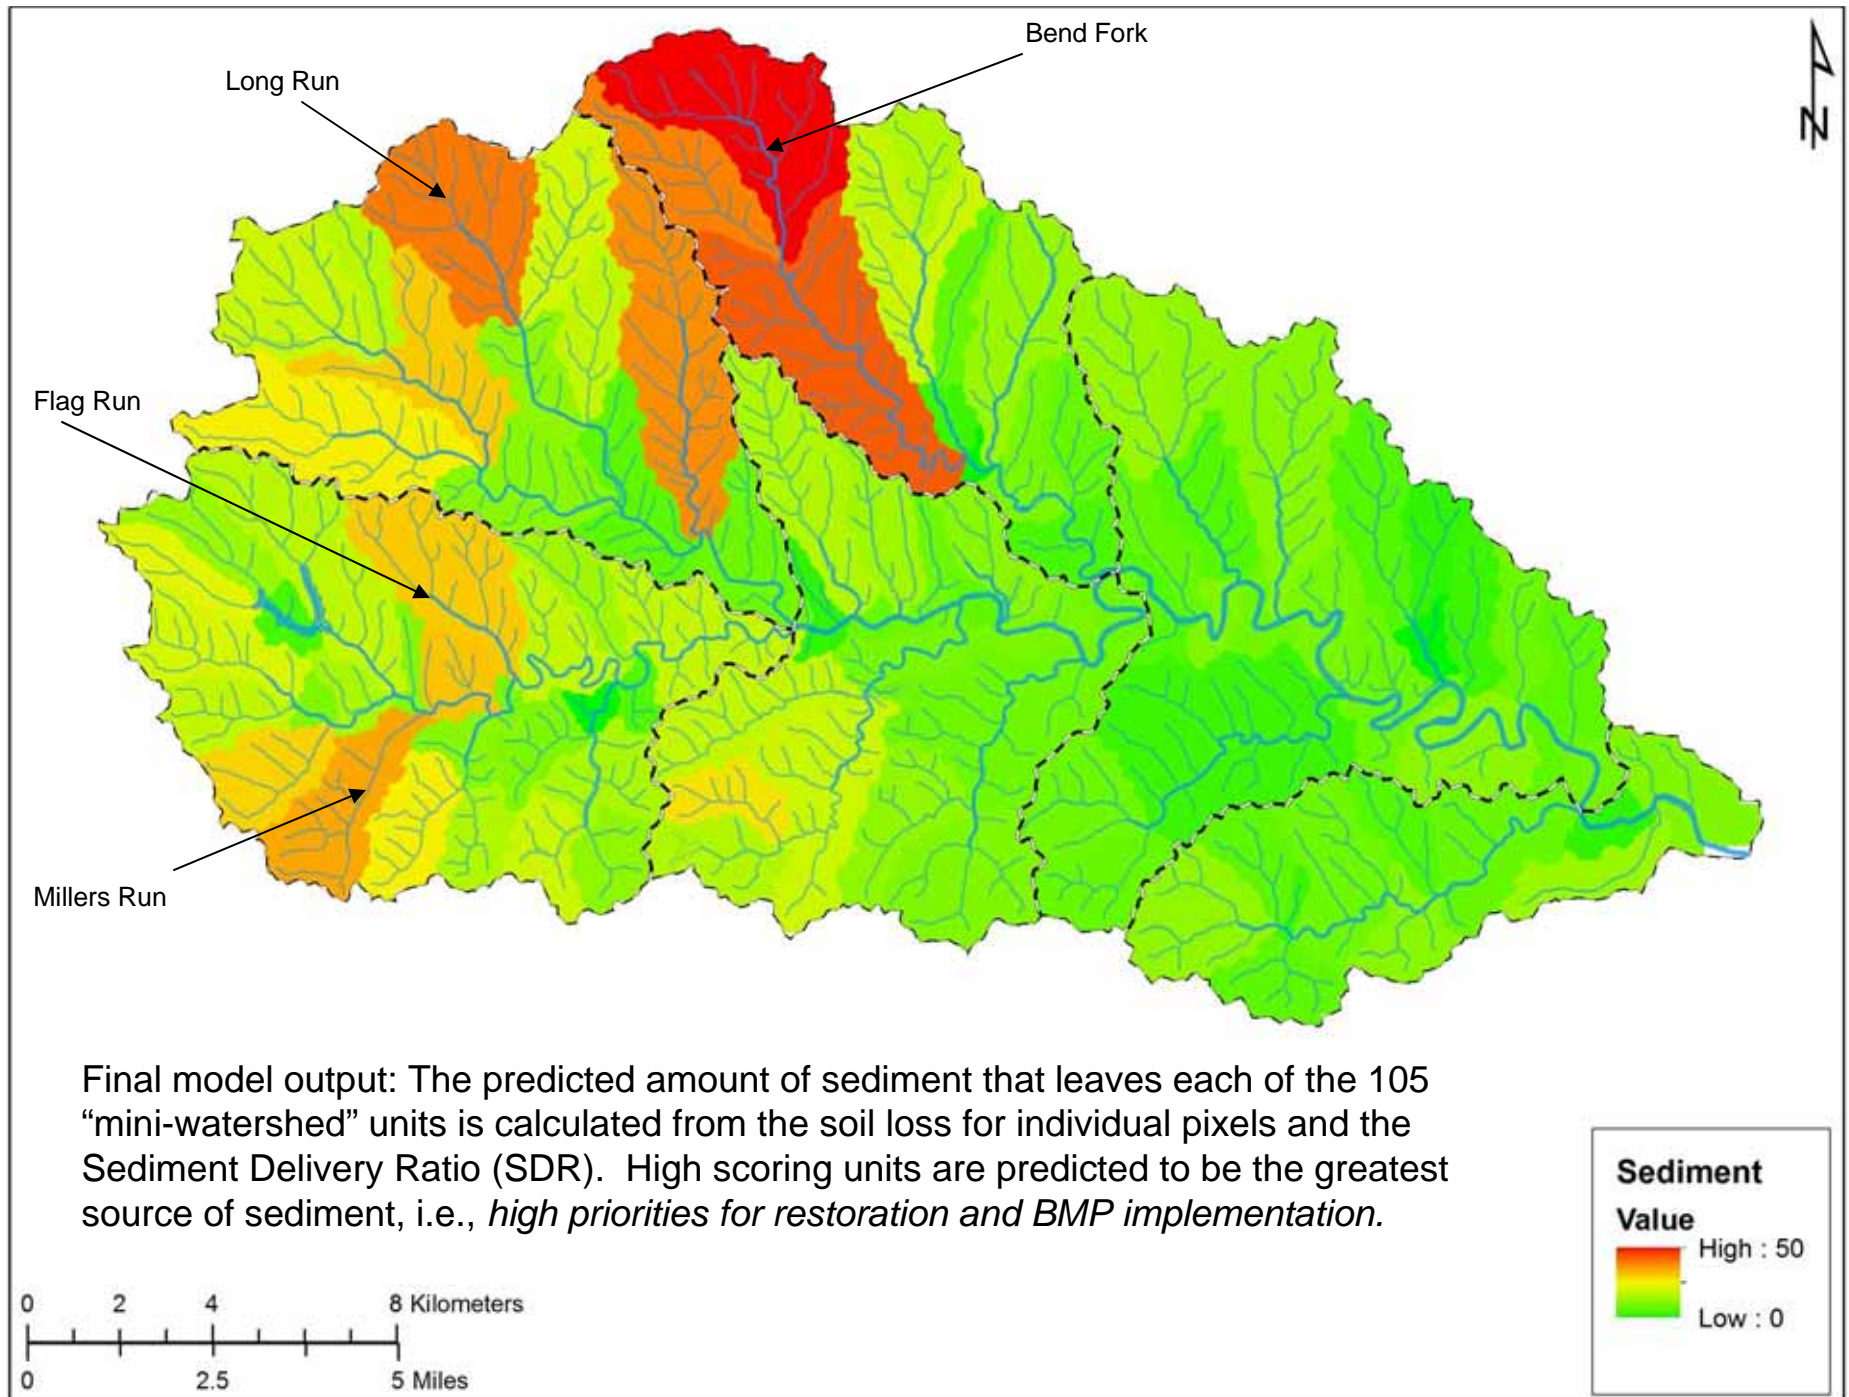 Bend Fork
Long Run
N
Flag Run
Millers Run
Final model output: The predicted amount of sediment that leaves each of the 105
“mini-watershed” units is calculated from the soil loss for individual pixels and the
Sediment Delivery Ratio (SDR).  High scoring units are predicted to be the greatest
source of sediment, i.e., high priorities for restoration and BMP implementation.
Sediment
Value
High : 50
Low : 0
0 2 4 8 Kilometers
0 2.5 5 Miles